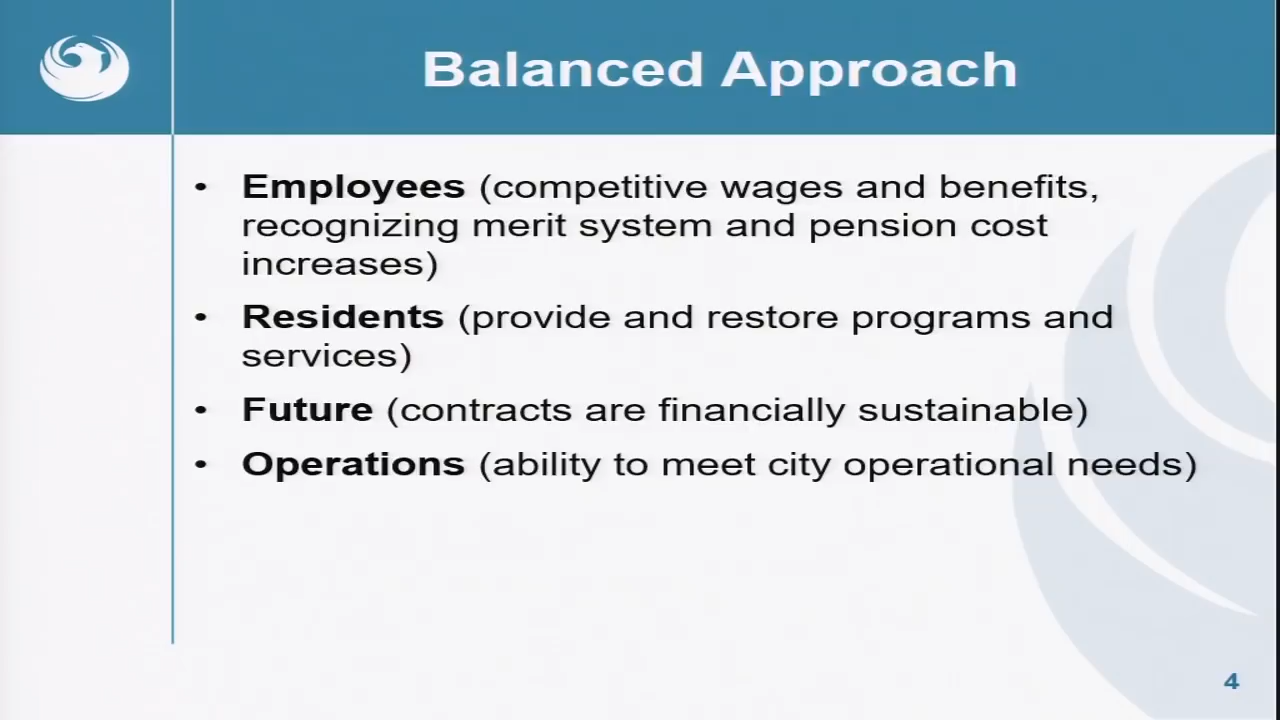 Balanced Approach
• Employees (competitive wages and benefits,
recognizing merit system and pension cost
increases)
• Residents (provide and restore programs and
services)
• Future (contracts are financially sustainable)
• Operations (ability to meet city operational needs)
4